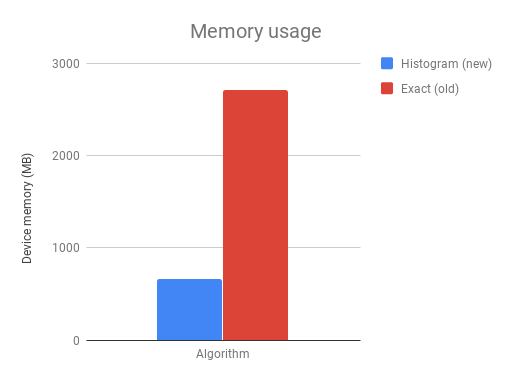 Memory usage
Histogram (new)
Exact (old)
Device memory (MB)
3000
2000
1000
0
Algorithm